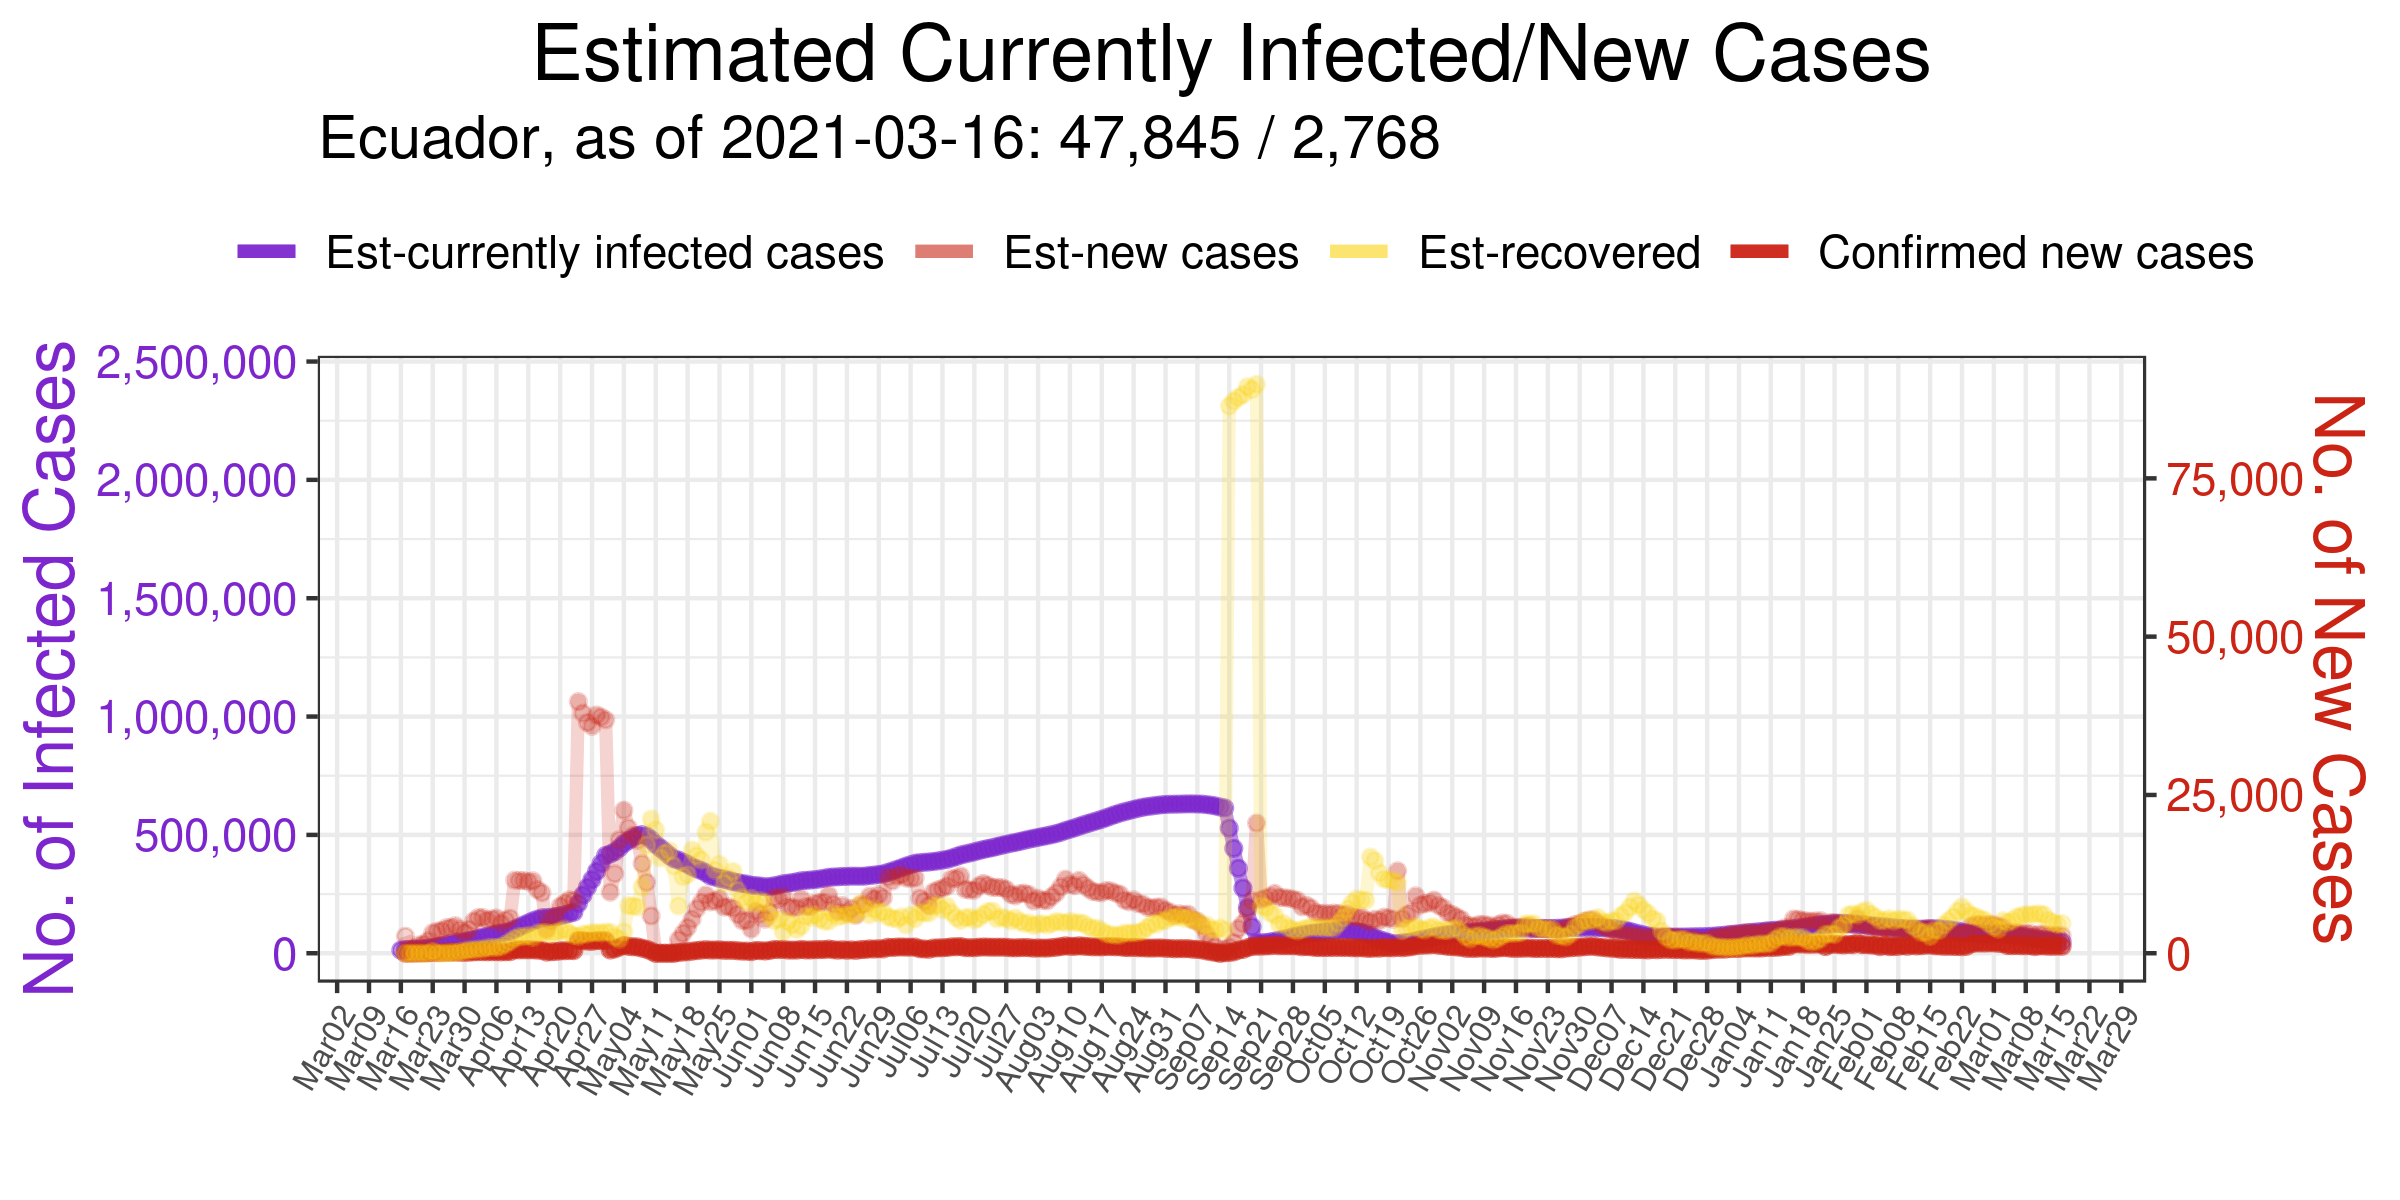 Estimated Currently Infected/New Cases
Ecuador, as of 2021-03-16: 47,845 / 2,768
Est-currently infected cases Est-new cases Est-recovered Confirmed new cases
No. of Infected Cases
2,500,000
2,000,000
1,500,000
1,000,000
500,000
0
75,000
50,000
25,000
0
No. of New Cases
Mar02 Mar09 Mar16 Mar23 Mar30 Apr06 Apr13 Apr20 Apr27 May04 May11 May18 May25 Jun01 Jun08 Jun15 Jun22 Jun29 Jul06 Jul13 Jul20 Jul27 Aug03 Aug10 Aug17 Aug24 Aug31 Sep07 Sep14 Sep21 Sep28 Oct05 Oct12 Oct19 Oct26 Nov02 Nov09 Nov16 Nov23 Nov30 Dec07 Dec14 Dec21 Dec28 Jan04 Jan11 Jan18 Jan25 Feb01 Feb08 Feb15 Feb22 Mar01 Mar08 Mar15 Mar22 Mar29